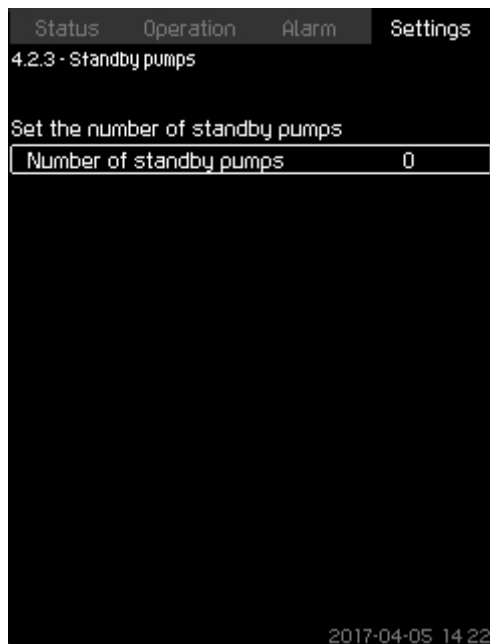 Status Operation Alarm Settings
4.2.3 - Standby pumps
Set the number of standby pumps
Number of standby pumps 0
2017-04-05 14:22